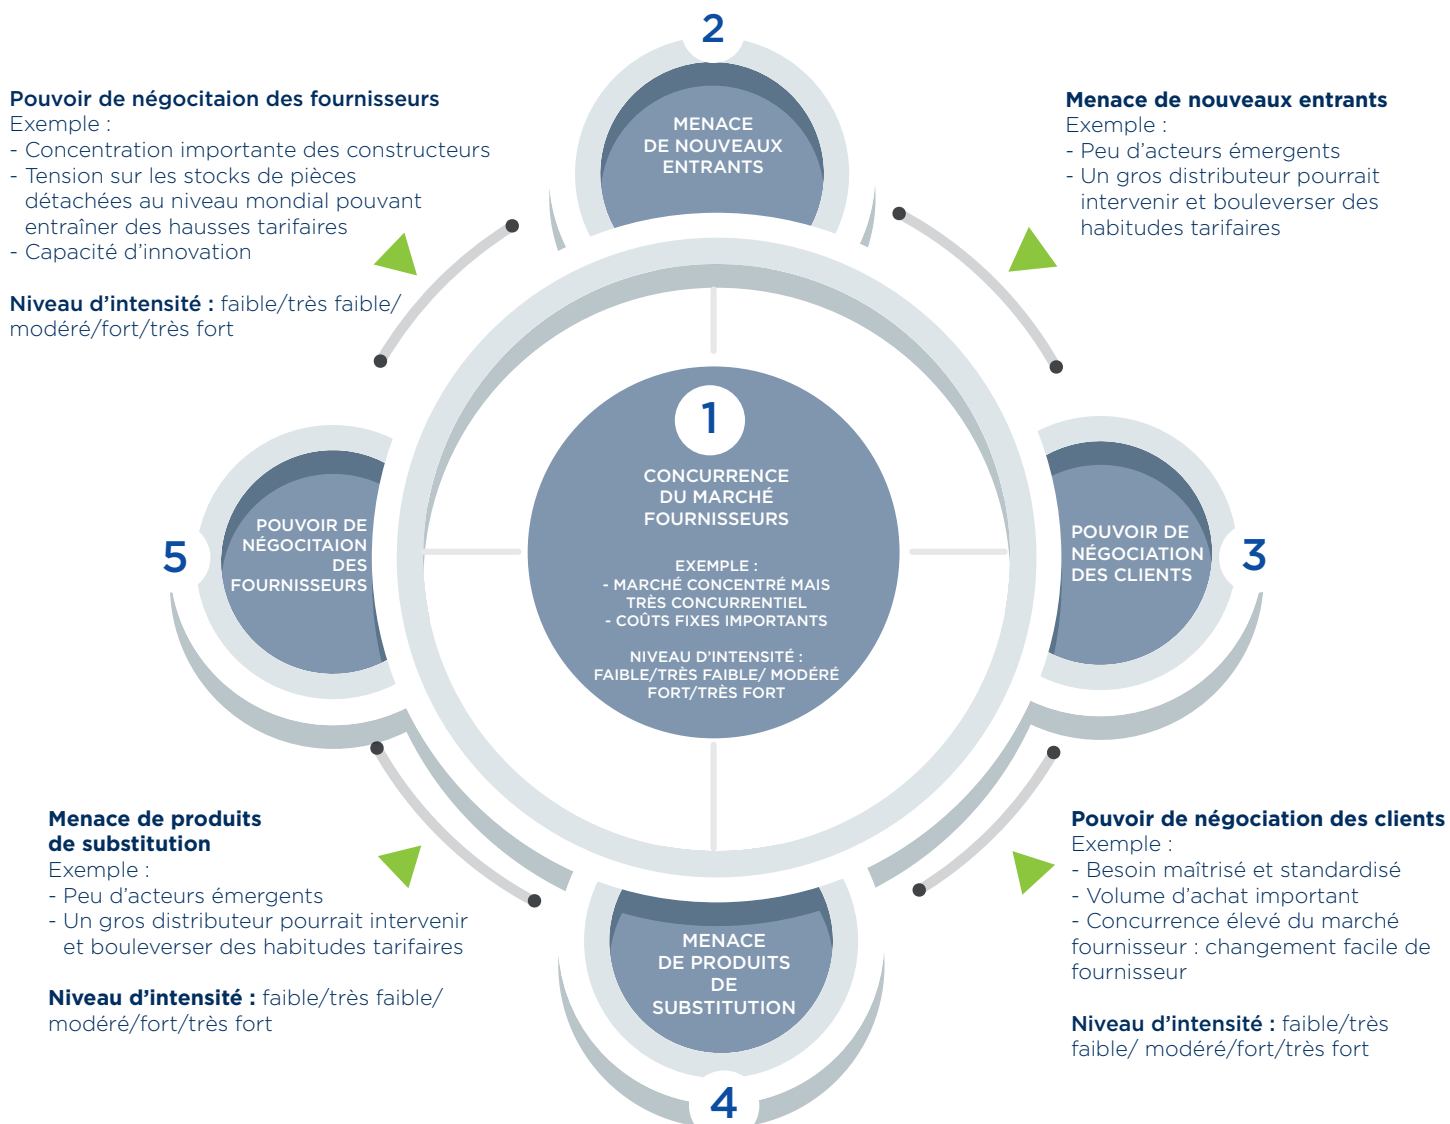 2
MENACE
DE NOUVEAUX
ENTRANTS
Pouvoir de négocitaion des fournisseurs
Exemple :
- Concentration importante des constructeurs
- Tension sur les stocks de pièces
détachées au niveau mondial pouvant
entraîner des hausses tarifaires
- Capacité d'innovation
Niveau d'intensité : faible/très faible/
modéré/fort/très fort
Menace de nouveaux entrants
Exemple :
- Peu d'acteurs émergents
- Un gros distributeur pourrait
intervenir et bouleverser des
habitudes tarifaires
1
CONCURRENCE
DU MARCHÉ
FOURNISSEURS
EXEMPLE :
- MARCHÉ CONCENTRÉ MAIS
TRÈS CONCURRENTIEL
- COÛTS FIXES IMPORTANTS
NIVEAU D'INTENSITÉ :
FAIBLE/TRÈS FAIBLE/ MODÉRÉ
FORT/TRÈS FORT
5
POUVOIR DE
NÉGOCITAION
DES
FOURNISSEURS
POUVOIR DE
NÉGOCIATION
DES CLIENTS
3
Menace de produits
de substitution
Exemple :
- Peu d'acteurs émergents
- Un gros distributeur pourrait intervenir
et bouleverser des habitudes tarifaires
Niveau d'intensité : faible/très faible/
modéré/fort/très fort
MENACE
DE PRODUITS
DE
SUBSTITUTION
4
Pouvoir de négociation des clients
Exemple :
- Besoin maîtrisé et standardisé
- Volume d'achat important
- Concurrence élevé du marché
fournisseur : changement facile de
fournisseur
Niveau d'intensité : faible/très
faible/ modéré/fort/très fort